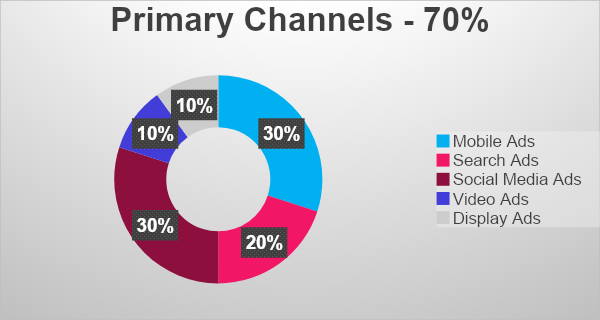 Primary Channels - 70%
10%
30%
10%
30%
20%
Mobile Ads
Search Ads
Social Media Ads
Video Ads
Display Ads